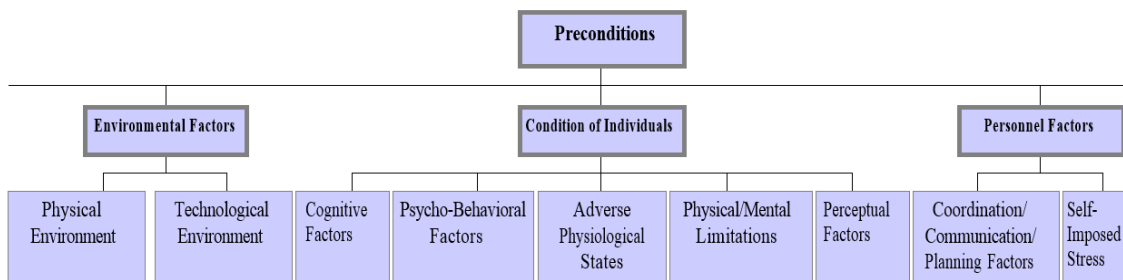 Preconditions
Environmental Factors
Condition of Individuals
Personnel Factors
Physical
Environment
Technological
Environment
Cognitive
Factors
Psycho-Behavioral
Factors
Adverse
Physiological
States
Physical/Mental
Limitations
Perceptual
Factors
Coordination/
Communication/
Planning Factors
Self-
Imposed
Stress